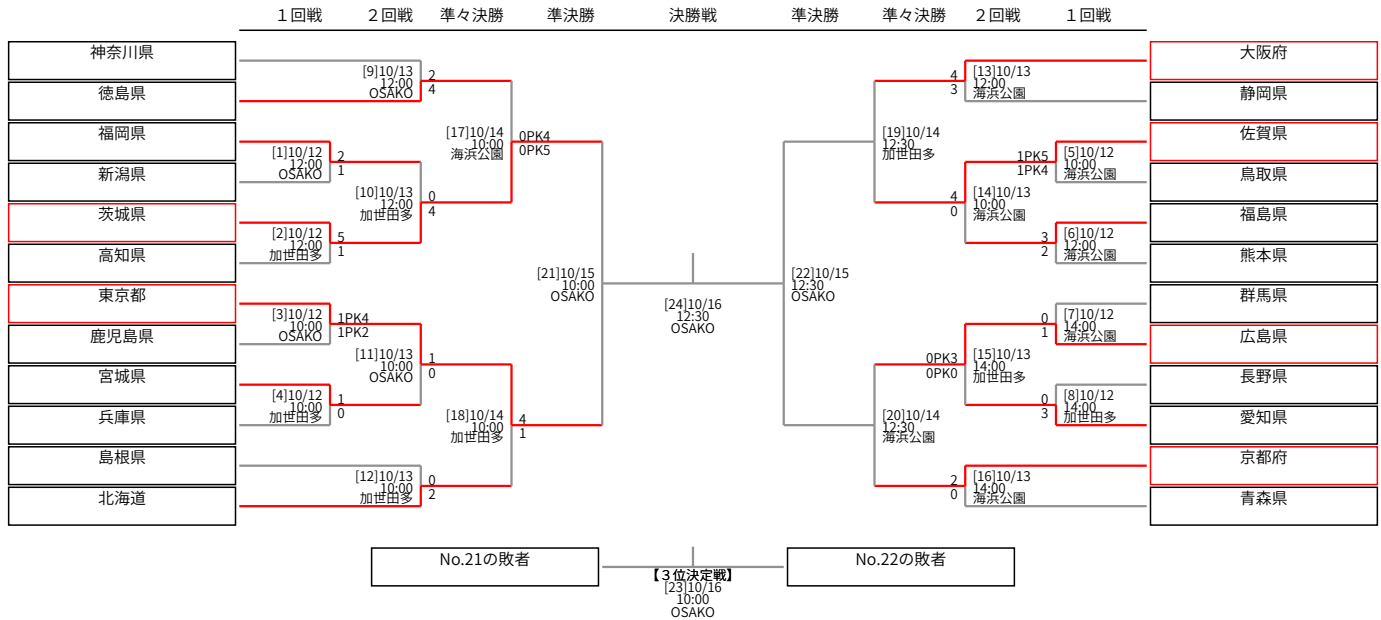 １回戦
２回戦
準々決勝
準決勝
決勝戦
準決勝
準々決勝
２回戦
１回戦
神奈川県
徳島県
福岡県
新潟県
茨城県
高知県
東京都
鹿児島県
宮城県
兵庫県
島根県
北海道
[1]10/12
12:00
OSAKO
2
1
[2]10/12
12:00
加世田多
5
1
[3]10/12
10:00
OSAKO
1PK4
1PK2
[4]10/12
10:00
加世田多
1
0
[9]10/13
12:00
OSAKO
2
4
[10]10/13
12:00
加世田多
0
4
[11]10/13
10:00
OSAKO
1
0
[12]10/13
10:00
加世田多
0
2
[17]10/14
10:00
海浜公園
0PK4
0PK5
[18]10/14
10:00
加世田多
4
1
[21]10/15
10:00
OSAKO
[24]10/16
12:30
OSAKO
[22]10/15
12:30
OSAKO
[19]10/14
12:30
加世田多
[20]10/14
12:30
海浜公園
4
3
[13]10/13
12:00
海浜公園
4
0
[14]10/13
10:00
海浜公園
0PK3
0PK0
[15]10/13
14:00
加世田多
2
0
[16]10/13
14:00
海浜公園
1PK5
1PK4
[5]10/12
10:00
海浜公園
3
2
[6]10/12
12:00
海浜公園
0
1
[7]10/12
14:00
海浜公園
0
3
[8]10/12
14:00
加世田多
大阪府
静岡県
佐賀県
鳥取県
福島県
熊本県
群馬県
広島県
長野県
愛知県
京都府
青森県
No.21の敗者
【３位決定戦】
[23]10/16
10:00
OSAKO
No.22の敗者